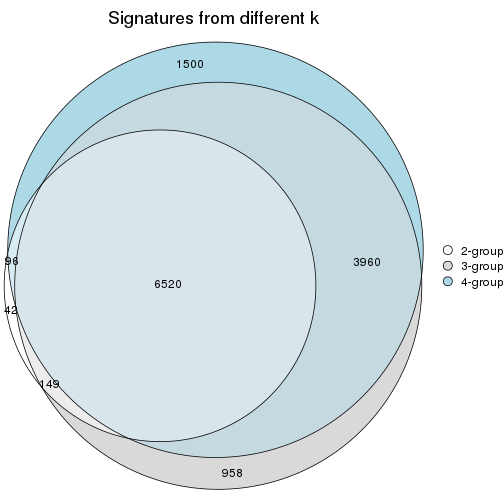 Signatures from different k
1500
96
3960
6520
42
149
958
2-group
3-group
4-group